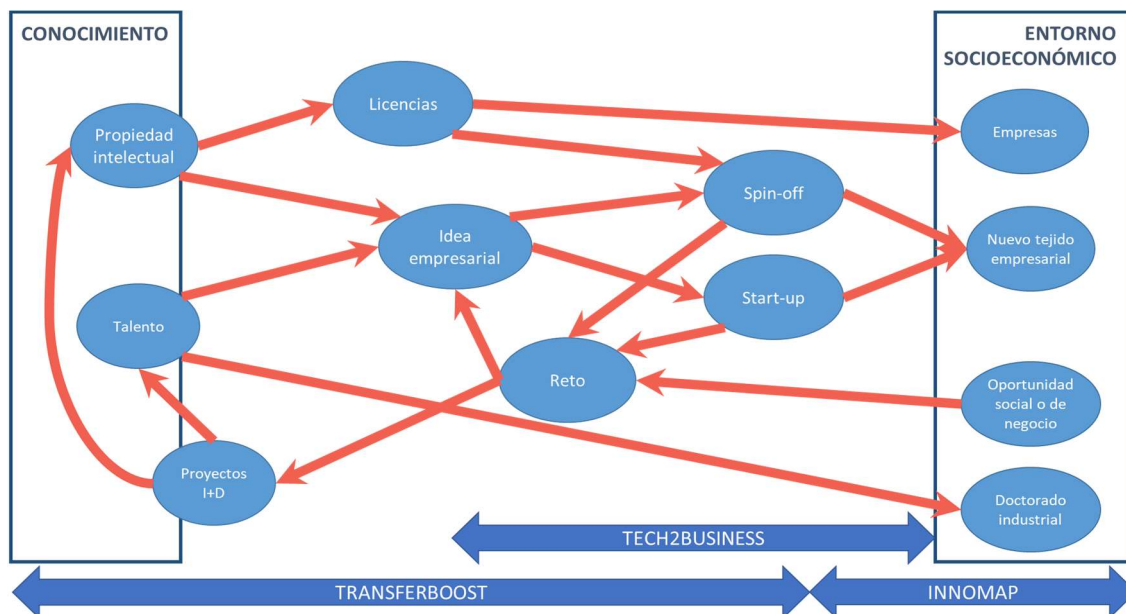 CONOCIMIENTO
ENTORNO
SOCIOECONÓMICO
Licencias
Propiedad
intelectual
Empresas
Spin-off
Idea
empresarial
Nuevo tejido
empresarial
Start-up
Talento
Reto
Oportunidad
social o de
negocio
Proyectos
I+D
Doctorado
industrial
TECH2BUSINESS
TRANSFERBOOST
INNOMAP